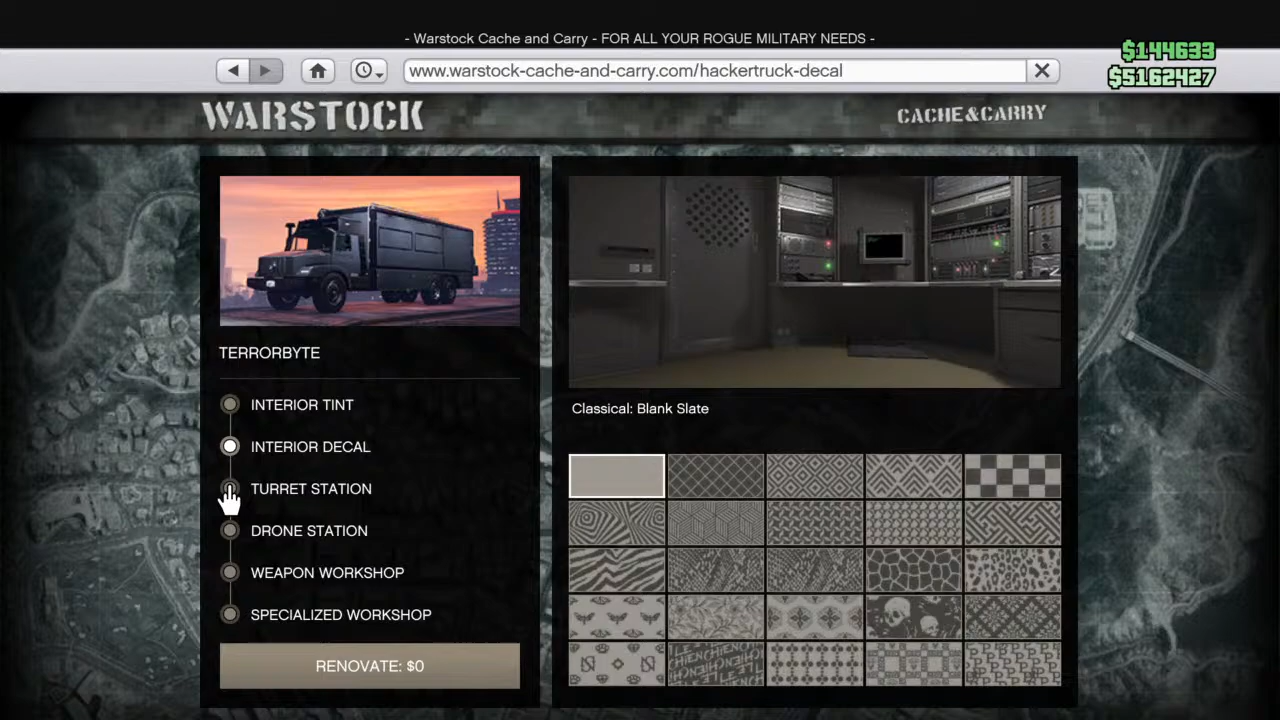 - Warstock Cache and Carry - FOR ALL YOUR ROGUE MILITARY NEEDS -
$144633
www.warstock-cache-and-carry.com/hackertruck-decal
$5162427
WARSTOCK
CACHE&CARRY
TERRORBYTE
INTERIOR TINT
INTERIOR DECAL
TURRET STATION
DRONE STATION
WEAPON WORKSHOP
SPECIALIZED WORKSHOP
RENOVATE: $0
Classical: Blank Slate